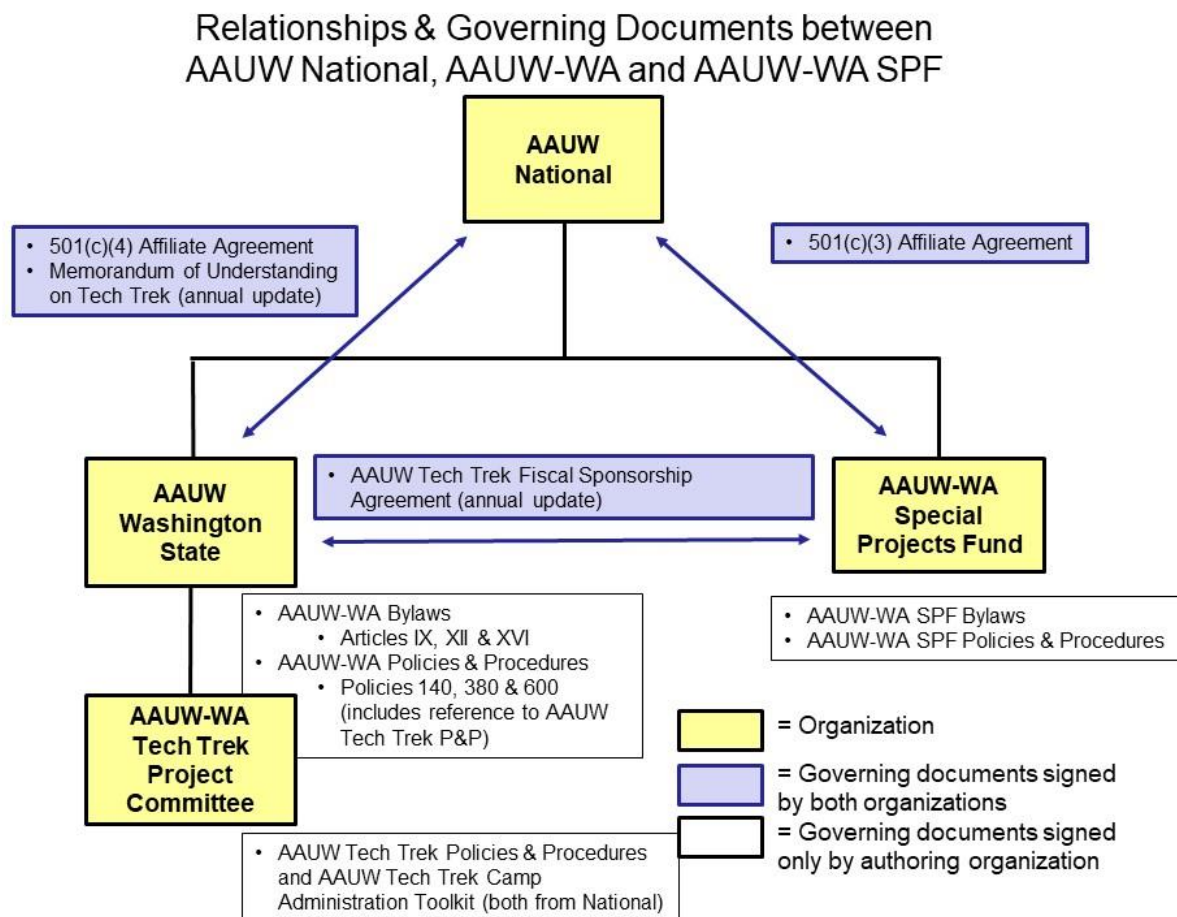 Relationships & Governing Documents between
AAUW National, AAUW-WA and AAUW-WA SPF
AAUW
National
• 501(c)(4) Affiliate Agreement
• Memorandum of Understanding
on Tech Trek (annual update)
• 501(c)(3) Affiliate Agreement
AAUW
Washington
State
• AAUW Tech Trek Fiscal Sponsorship
Agreement (annual update)
AAUW-WA
Special
Projects Fund
• AAUW-WA Bylaws
• Articles IX, XII & XVI
• AAUW-WA Policies & Procedures
• Policies 140, 380 & 600
(includes reference to AAUW
Tech Trek P&P)
• AAUW-WA SPF Bylaws
• AAUW-WA SPF Policies & Procedures
AAUW-WA
Tech Trek
Project
Committee
= Organization
= Governing documents signed
by both organizations
= Governing documents signed
only by authoring organization
• AAUW Tech Trek Policies & Procedures
and AAUW Tech Trek Camp
Administration Toolkit (both from National)